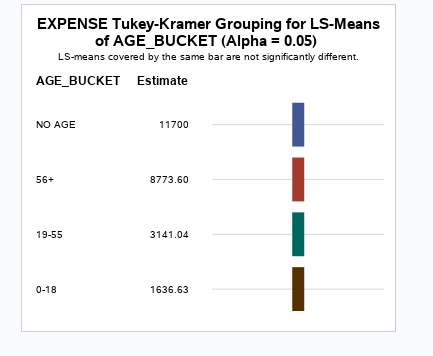 EXPENSE Tukey-Kramer Grouping for LS-Means
of AGE_BUCKET (Alpha = 0.05)
LS-means covered by the same bar are not significantly different.
AGE_BUCKET Estimate
NO AGE 11700
56+ 8773.60
19-55 3141.04
0-18 1636.63